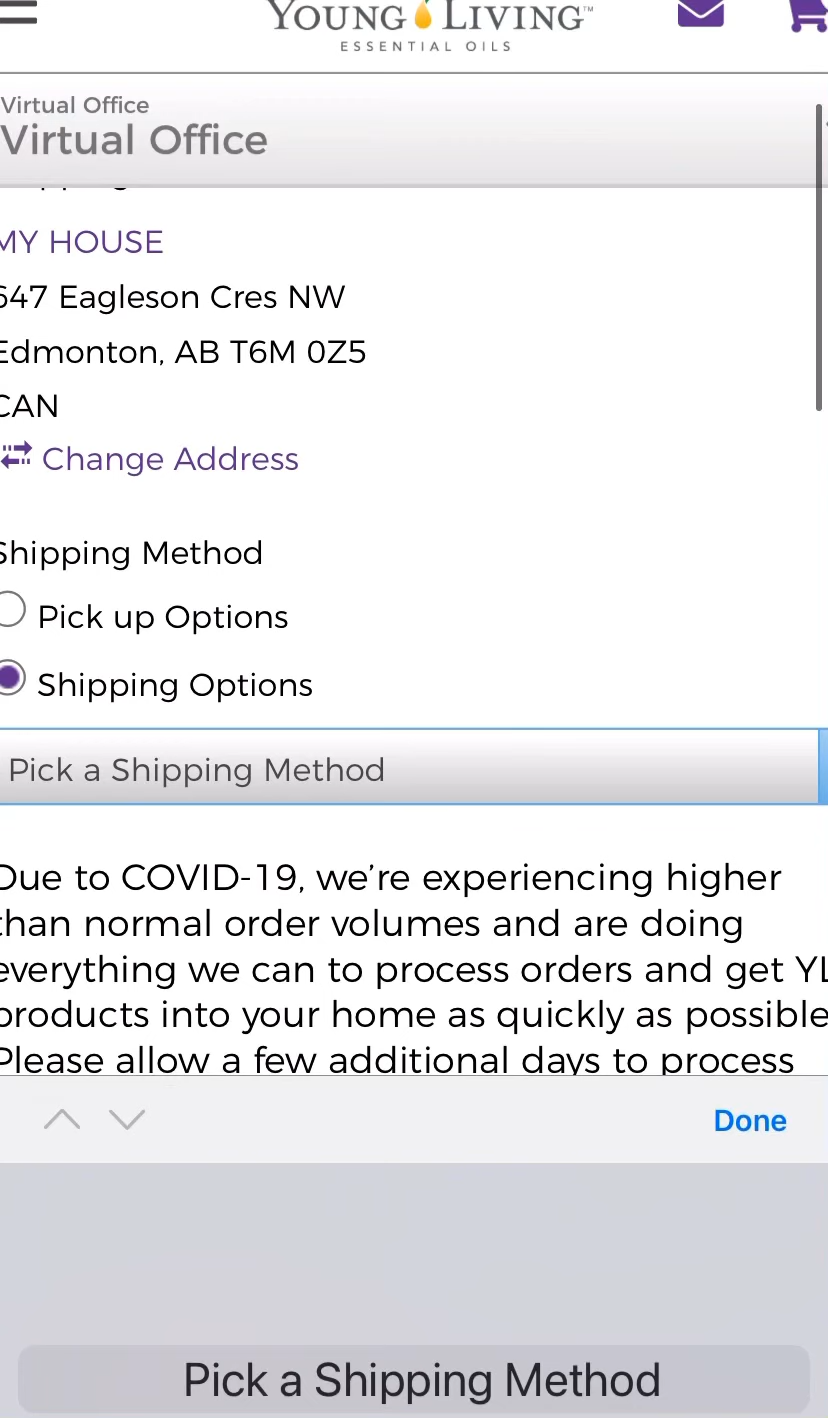 YOUNG LIVING™
ESSENTIAL OILS
Virtual Office
Virtual Office
MY HOUSE
647 Eagleson Cres NW
Edmonton, AB T6M 0Z5
CAN
Change Address
Shipping Method
Pick up Options
Shipping Options
Pick a Shipping Method
Due to COVID-19, we're experiencing higher
than normal order volumes and are doing
everything we can to process orders and get YL
products into your home as quickly as possible
Please allow a few additional days to process
Done
Pick a Shipping Method